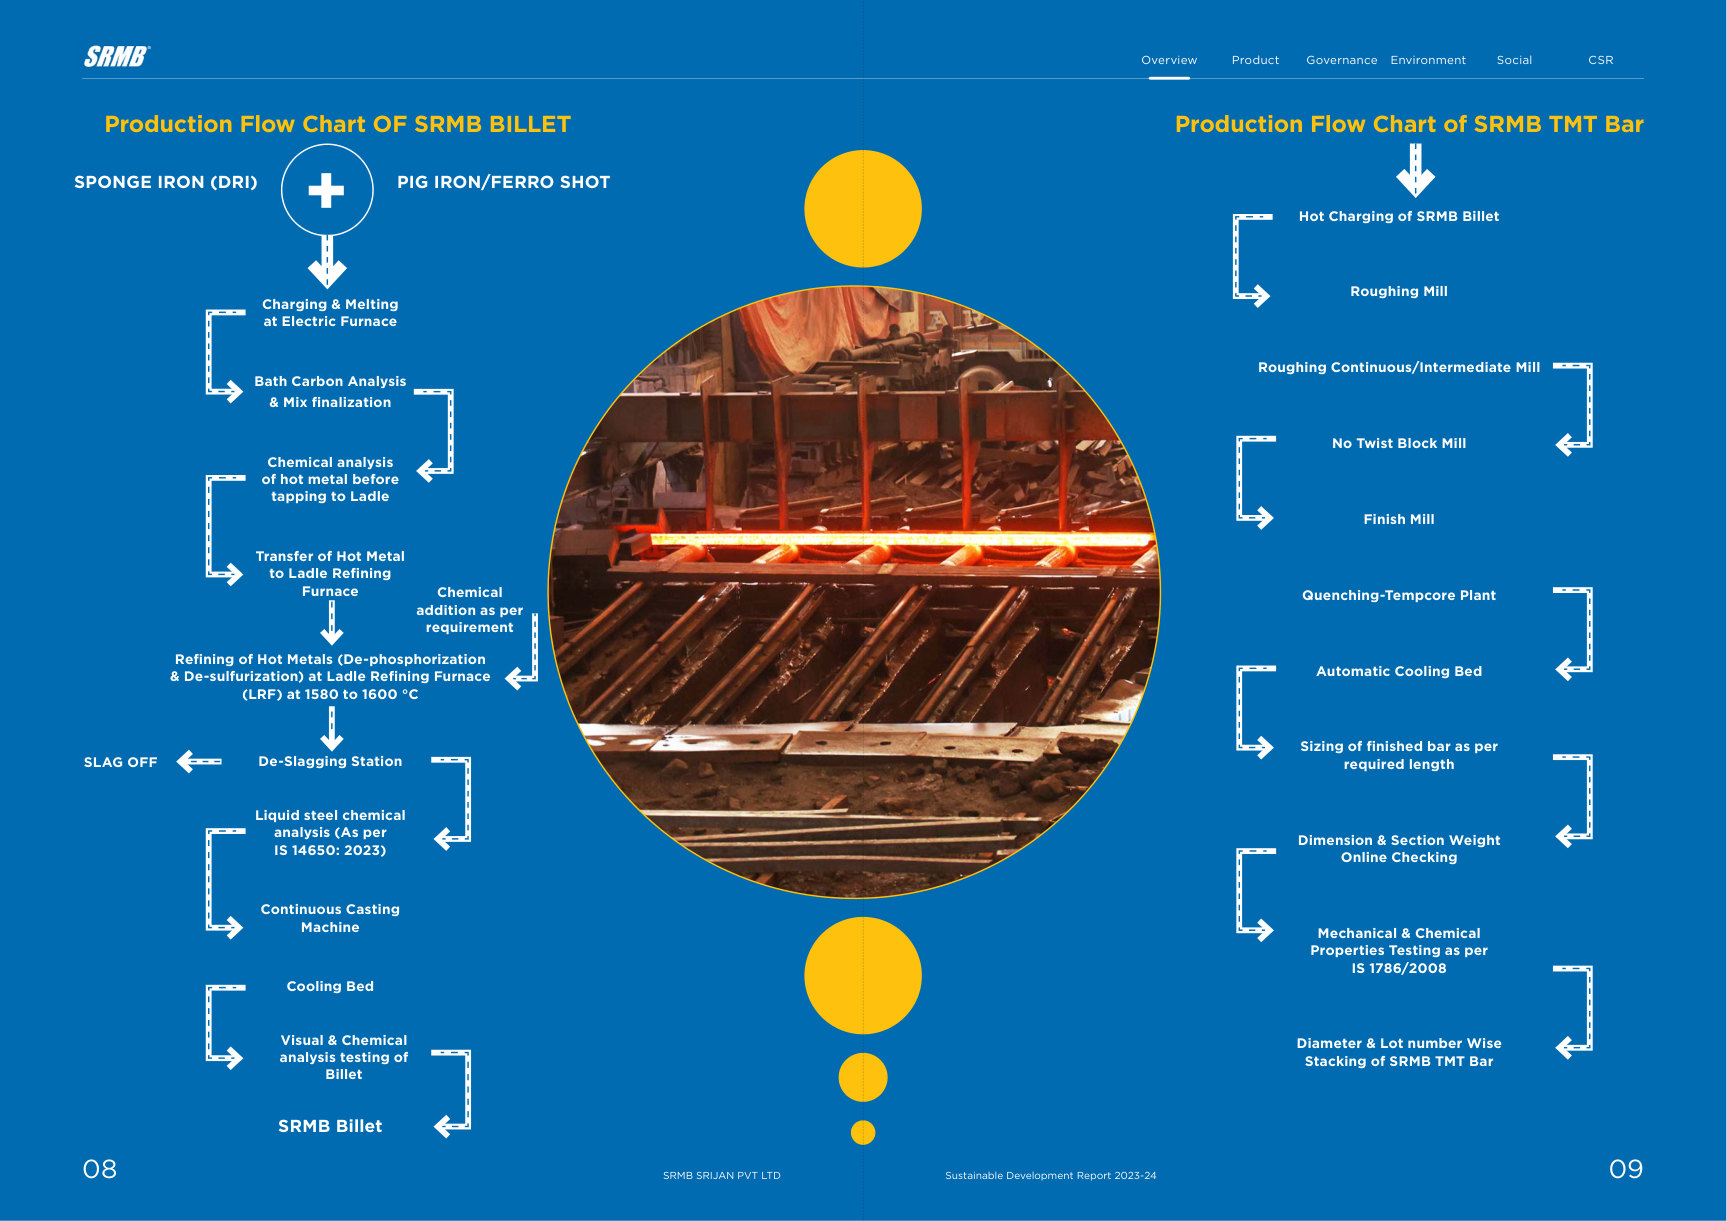 SRMB
Overview Product Governance Environment Social CSR
Production Flow Chart OF SRMB BILLET
SPONGE IRON (DRI)
PIG IRON/FERRO SHOT
Charging & Melting
at Electric Furnace
Bath Carbon Analysis
& Mix finalization
Chemical analysis
of hot metal before
tapping to Ladle
Transfer of Hot Metal
to Ladle Refining
Furnace
Chemical
addition as per
requirement
Refining of Hot Metals (De-phosphorization
& De-sulfurization) at Ladle Refining Furnace
(LRF) at 1580 to 1600 °C
SLAG OFF
De-Slagging Station
Liquid steel chemical
analysis (As per
IS 14650: 2023)
Continuous Casting
Machine
Cooling Bed
Visual & Chemical
analysis testing of
Billet
SRMB Billet
Production Flow Chart of SRMB TMT Bar
Hot Charging of SRMB Billet
Roughing Mill
Roughing Continuous/Intermediate Mill
No Twist Block Mill
Finish Mill
Quenching-Tempcore Plant
Automatic Cooling Bed
Sizing of finished bar as per
required length
Dimension & Section Weight
Online Checking
Mechanical & Chemical
Properties Testing as per
IS 1786/2008
Diameter & Lot number Wise
Stacking of SRMB TMT Bar
08
SRMB SRIJAN PVT LTD
Sustainable Development Report 2023-24
09